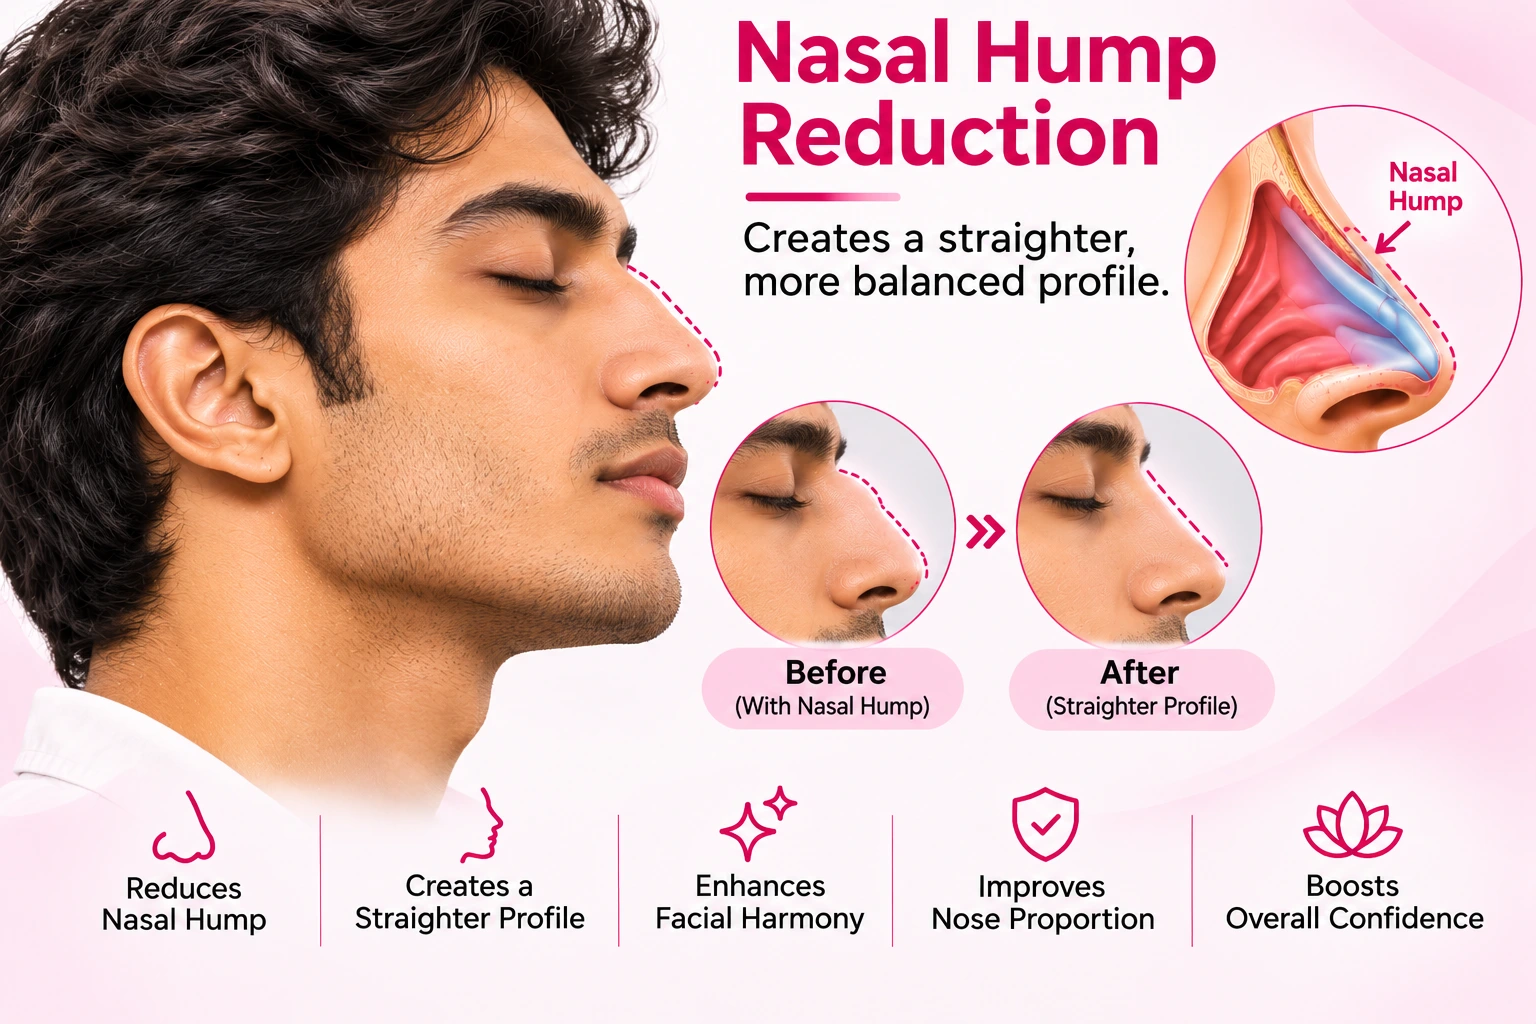 Nasal Hump
Reduction
Creates a straighter,
more balanced profile.
Nasal
Hump
Before
(With Nasal Hump)
After
(Straighter Profile)
Reduces
Nasal Hump
Creates a
Straighter Profile
Enhances
Facial Harmony
Improves
Nose Proportion
Boosts
Overall Confidence